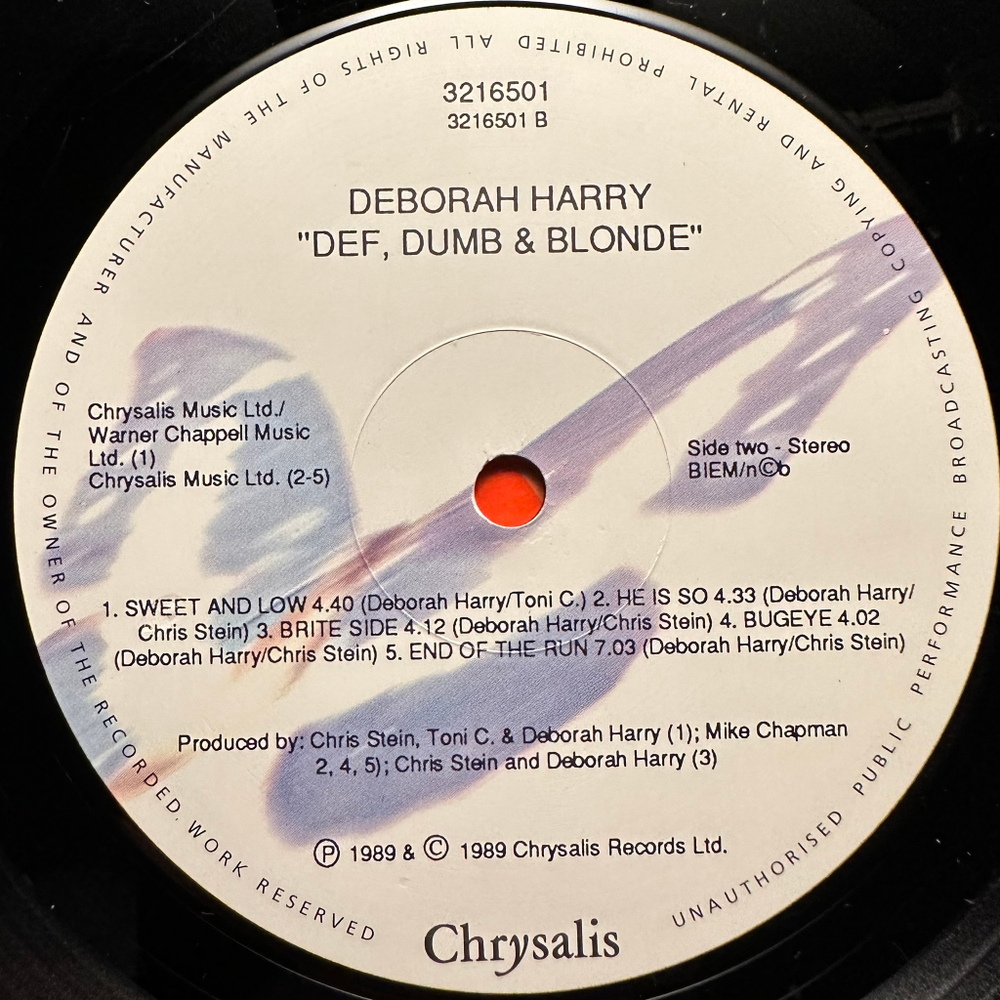 3216501
3216501 B
DEBORAH HARRY
"DEF, DUMB & BLONDE"
Chrysalis Music Ltd./
Warner Chappell Music
Ltd. (1)
Chrysalis Music Ltd. (2-5)
Side two - Stereo
BIEM/n©b
1. SWEET AND LOW 4.40 (Deborah Harry/Toni C.) 2. HE IS SO 4.33 (Deborah Harry/
Chris Stein) 3. BRITE SIDE 4.12 (Deborah Harry/Chris Stein) 4. BUGEYE 4.02
(Deborah Harry/Chris Stein) 5. END OF THE RUN 7.03 (Deborah Harry/Chris Stein)
Produced by: Chris Stein, Toni C. & Deborah Harry (1); Mike Chapman
2, 4, 5); Chris Stein and Deborah Harry (3)
℗ 1989 & © 1989 Chrysalis Records Ltd.
Chrysalis
ALL RIGHTS OF THE MANUFACTURER AND OF THE OWNER OF THE RECORDED. WORK RESERVED
UNAUTHORISED PUBLIC PERFORMANCE BROADCASTING COPYING AND RENTAL PROHIBITED